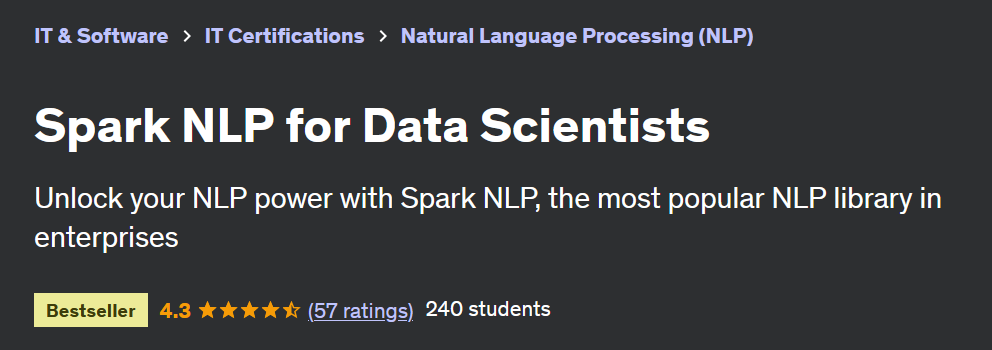 IT & Software > IT Certifications > Natural Language Processing (NLP)
Spark NLP for Data Scientists
Unlock your NLP power with Spark NLP, the most popular NLP library in
enterprises
Bestseller 4.3 (57 ratings) 240 students